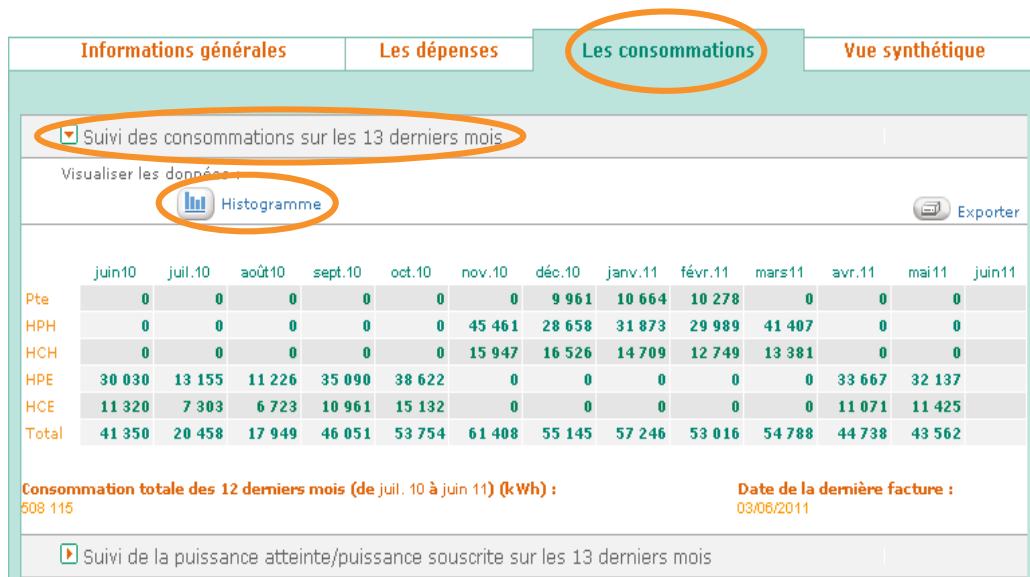 Informations générales Les dépenses Les consommations Vue synthétique
Suivi des consommations sur les 13 derniers mois
Visualiser les données :
Histogramme Exporter
juin10 juil.10 août10 sept.10 oct.10 nov.10 déc.10 janv.11 févr.11 mars11 avr.11 mai11 juin11
Pte 0 0 0 0 0 0 9 961 10 664 10 278 0 0 0
HPH 0 0 0 0 0 45 461 28 658 31 873 29 989 41 407 0 0
HCH 0 0 0 0 0 15 947 16 526 14 709 12 749 13 381 0 0
HPE 30 030 13 155 11 226 35 090 38 622 0 0 0 0 0 33 667 32 137
HCE 11 320 7 303 6 723 10 961 15 132 0 0 0 0 0 11 071 11 425
Total 41 350 20 458 17 949 46 051 53 754 61 408 55 145 57 246 53 016 54 788 44 738 43 562
Consommation totale des 12 derniers mois (de juil. 10 à juin 11) (kWh) : Date de la dernière facture :
508 115 03/06/2011
Suivi de la puissance atteinte/puissance souscrite sur les 13 derniers mois